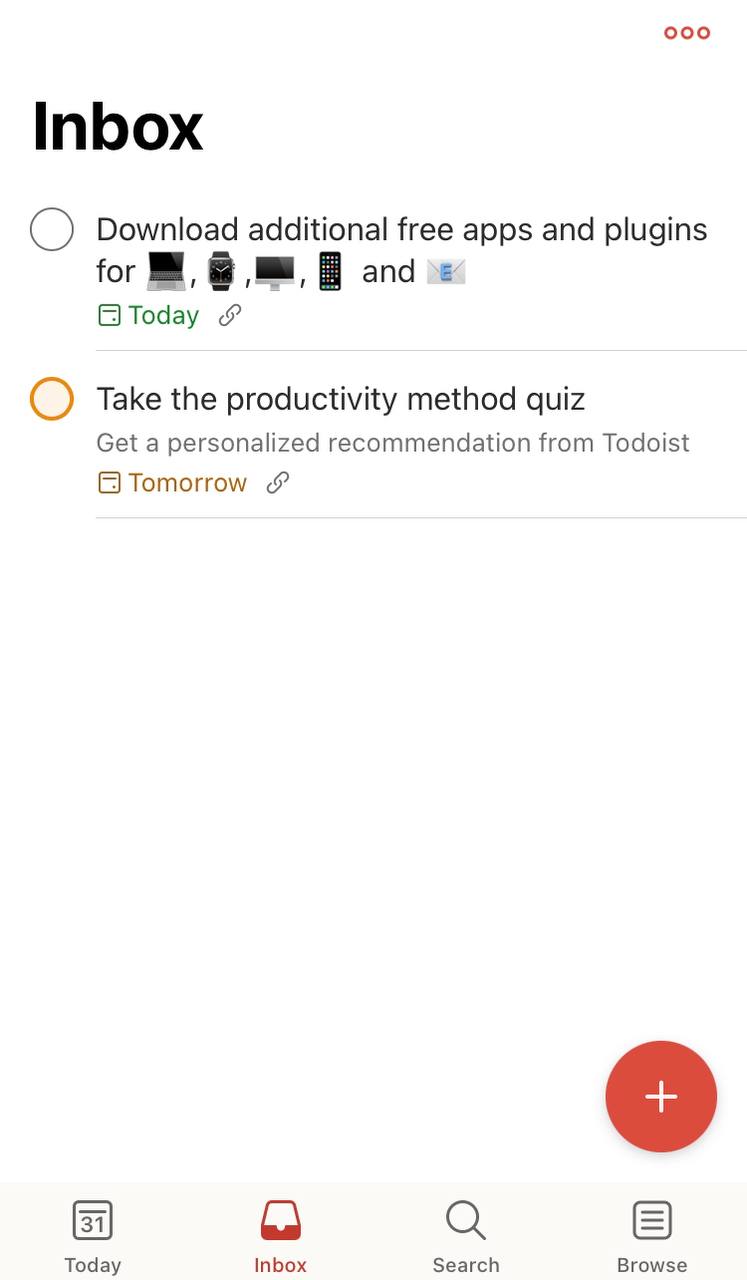 Inbox
Download additional free apps and plugins
for 💻, ⌚ ,🖥, 📱 and 📧
Today
Take the productivity method quiz
Get a personalized recommendation from Todoist
Tomorrow
31
Today
Inbox
Search
Browse